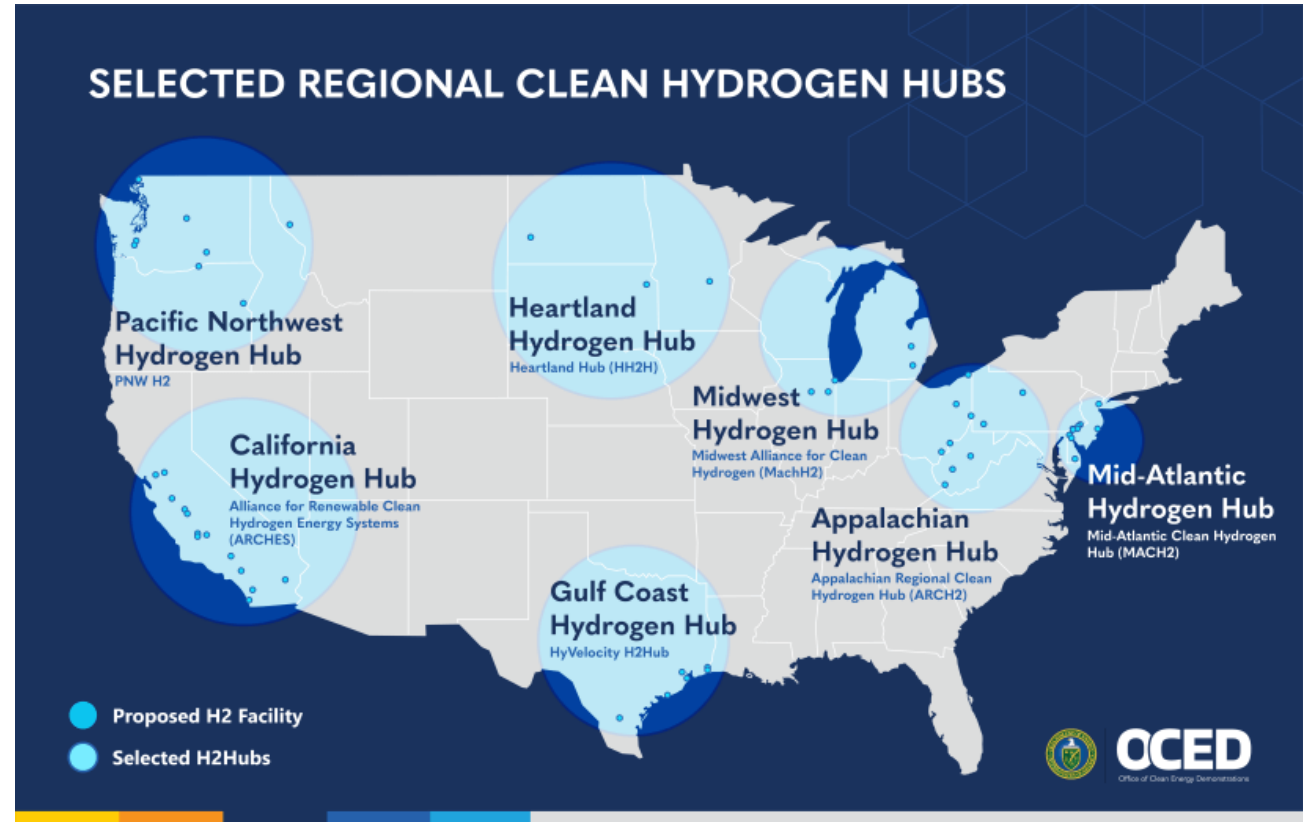 SELECTED REGIONAL CLEAN HYDROGEN HUBS
Pacific Northwest
Hydrogen Hub
PNW H2
Heartland
Hydrogen Hub
Heartland Hub (HH2H)
Midwest
Hydrogen Hub
Midwest Alliance for Clean
Hydrogen (MachH2)
California
Hydrogen Hub
Alliance for Renewable Clean
Hydrogen Energy Systems
(ARCHES)
Mid-Atlantic
Hydrogen Hub
Mid-Atlantic Clean Hydrogen
Hub (MACH2)
Appalachian
Hydrogen Hub
Appalachian Regional Clean
Hydrogen Hub (ARCH2)
Gulf Coast
Hydrogen Hub
HyVelocity H2Hub
Proposed H2 Facility
Selected H2Hubs
OCED
Office of Clean Energy Demonstrations